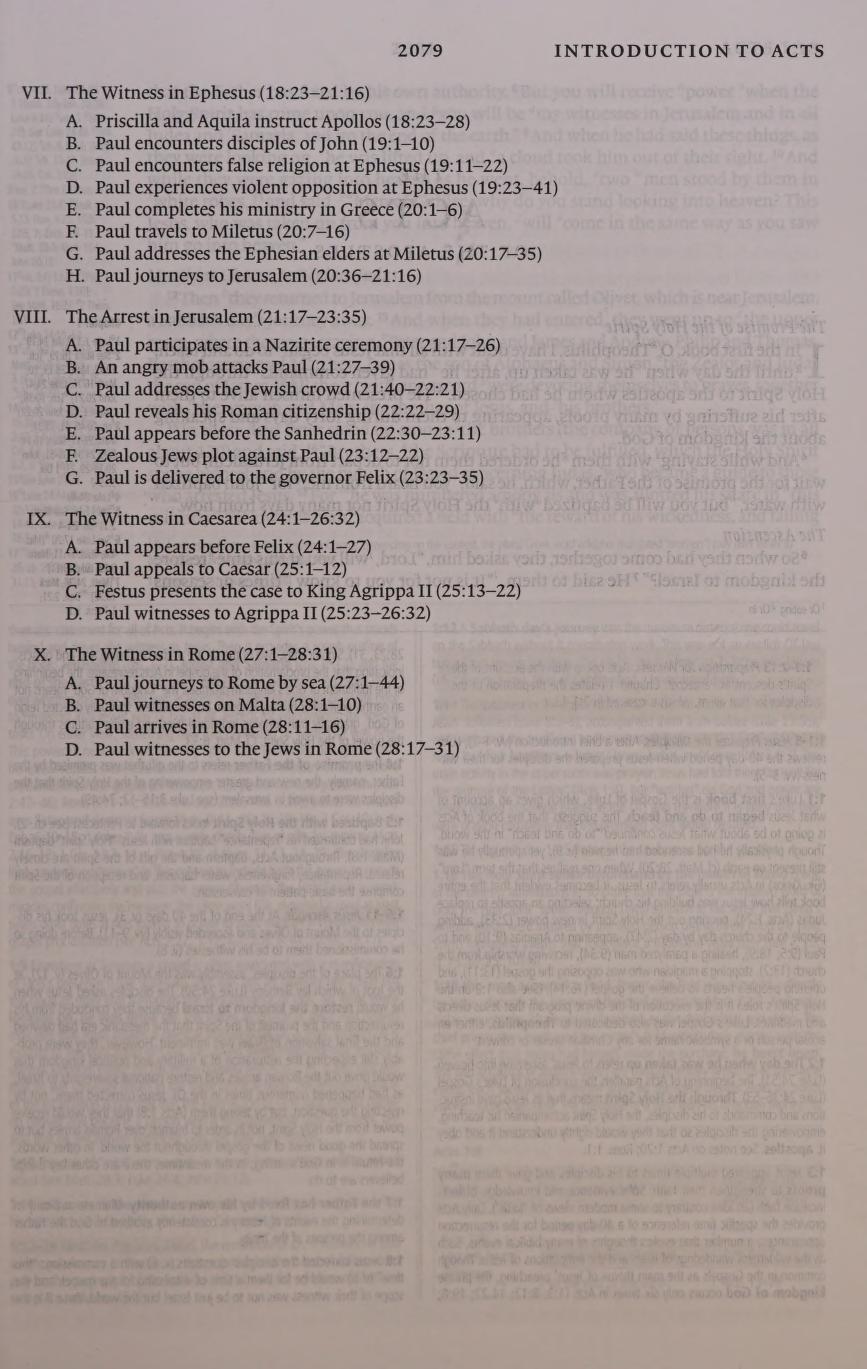 2079 INTRODUCTION TO ACTS
VII. The Witness in Ephesus (18:23–21:16)
A. Priscilla and Aquila instruct Apollos (18:23–28)
B. Paul encounters disciples of John (19:1–10)
C. Paul encounters false religion at Ephesus (19:11–22)
D. Paul experiences violent opposition at Ephesus (19:23–41)
E. Paul completes his ministry in Greece (20:1–6)
F. Paul travels to Miletus (20:7–16)
G. Paul addresses the Ephesian elders at Miletus (20:17–35)
H. Paul journeys to Jerusalem (20:36–21:16)
VIII. The Arrest in Jerusalem (21:17–23:35)
A. Paul participates in a Nazirite ceremony (21:17–26)
B. An angry mob attacks Paul (21:27–39)
C. Paul addresses the Jewish crowd (21:40–22:21)
D. Paul reveals his Roman citizenship (22:22–29)
E. Paul appears before the Sanhedrin (22:30–23:11)
F. Zealous Jews plot against Paul (23:12–22)
G. Paul is delivered to the governor Felix (23:23–35)
IX. The Witness in Caesarea (24:1–26:32)
A. Paul appears before Felix (24:1–27)
B. Paul appeals to Caesar (25:1–12)
C. Festus presents the case to King Agrippa II (25:13–22)
D. Paul witnesses to Agrippa II (25:23–26:32)
X. The Witness in Rome (27:1–28:31)
A. Paul journeys to Rome by sea (27:1–44)
B. Paul witnesses on Malta (28:1–10)
C. Paul arrives in Rome (28:11–16)
D. Paul witnesses to the Jews in Rome (28:17–31)